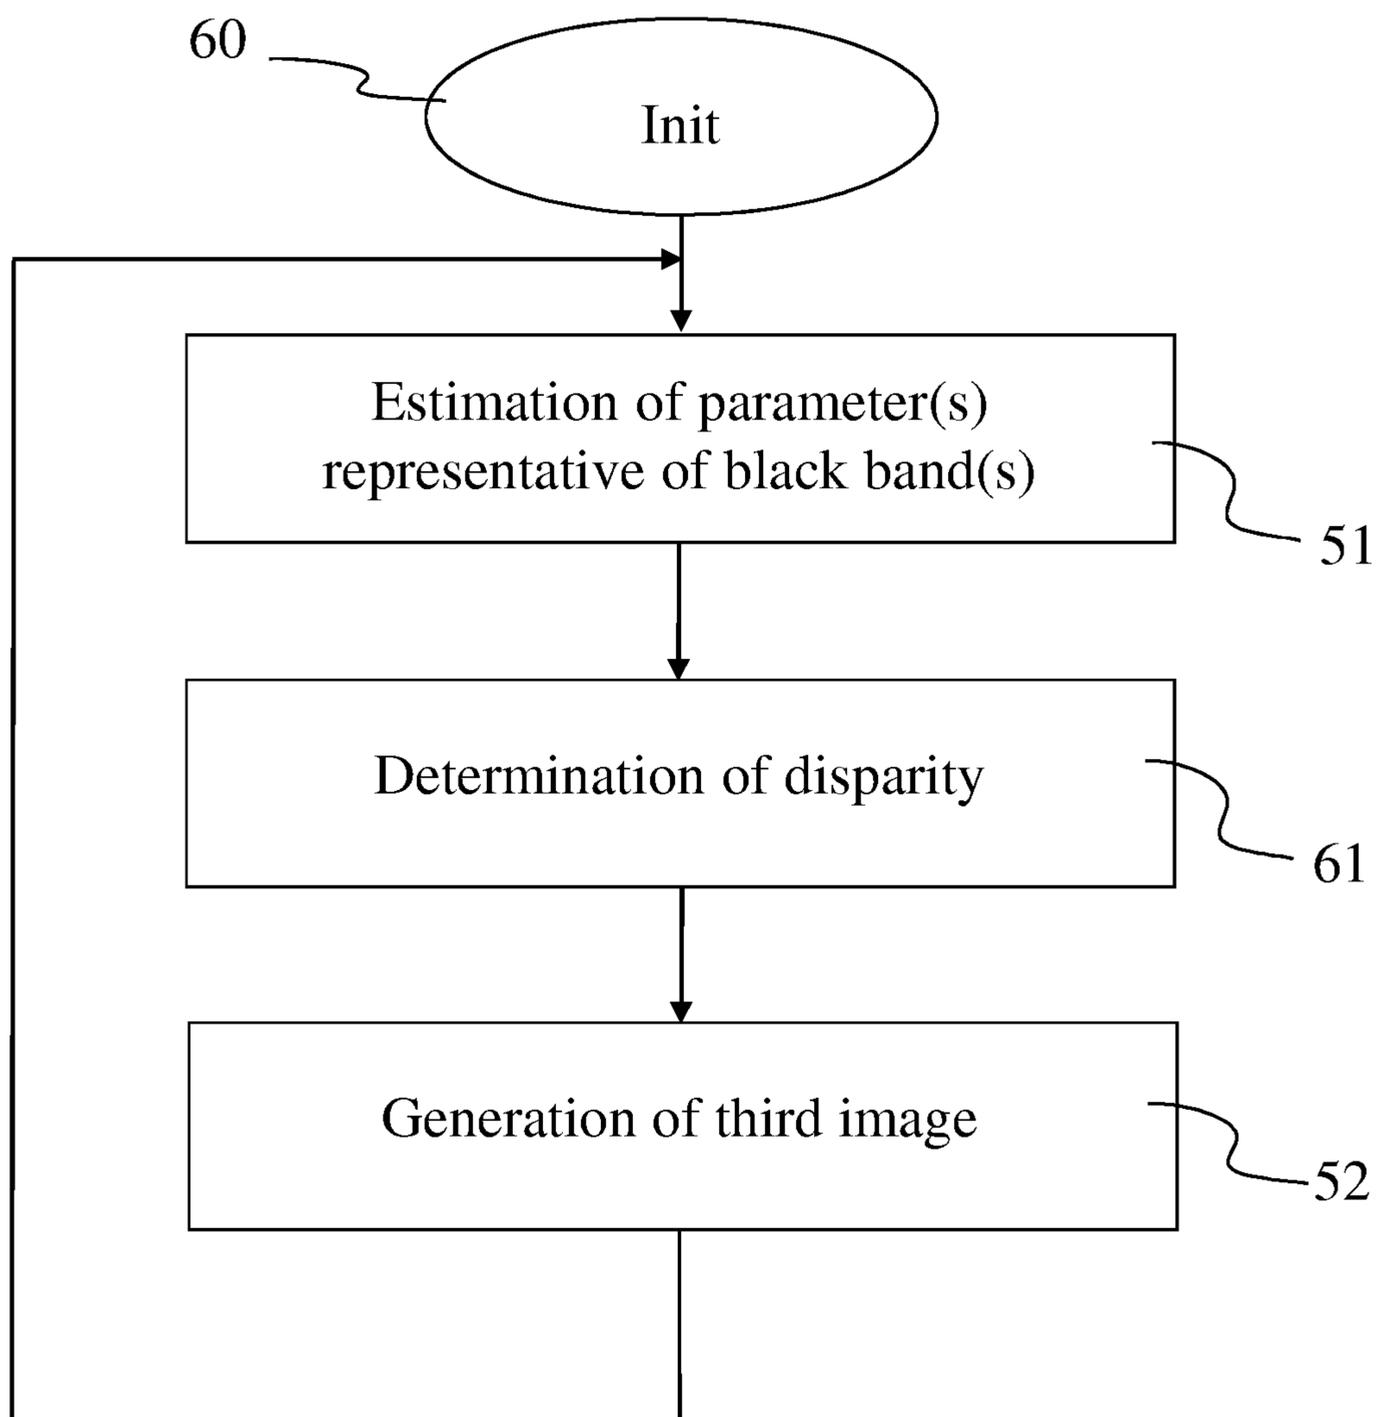 60
Init
Estimation of parameter(s)
representative of black band(s)
51
Determination of disparity
61
Generation of third image
52